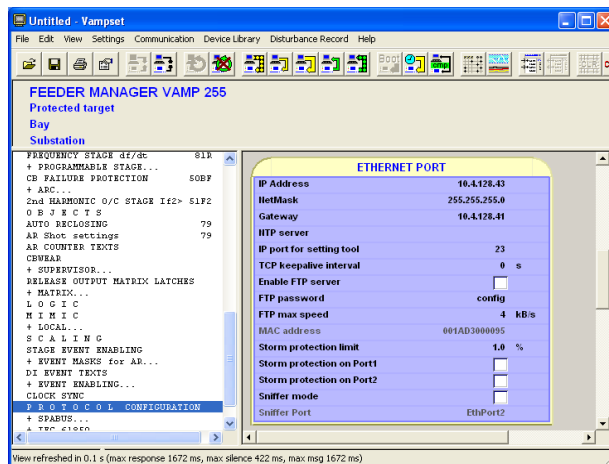 Untitled - Vampset
File Edit View Settings Communication Device Library Disturbance Record Help
FEEDER MANAGER VAMP 255
Protected target
Bay
Substation
FREQUENCY STAGE df/dt 81R
+ PROGRAMMABLE STAGE...
CB FAILURE PROTECTION 50BF
+ ARC...
2nd HARMONIC O/C STAGE If2> 51F2
O B J E C T S
AUTO RECLOSING 79
AR Shot settings 79
AR COUNTER TEXTS
CBWEAR
+ SUPERVISOR...
RELEASE OUTPUT MATRIX LATCHES
+ MATRIX...
L O G I C
M I M I C
+ LOCAL...
S C A L I N G
STAGE EVENT ENABLING
+ EVENT MASKS for AR...
DI EVENT TEXTS
+ EVENT ENABLING...
CLOCK SYNC
P R O T O C O L CONFIGURATION
+ SPABUS...
+ IEC 61850
ETHERNET PORT
IP Address 10.4.128.43
NetMask 255.255.255.0
Gateway 10.4.128.41
NTP server
IP port for setting tool 23
TCP keepalive interval 0 s
Enable FTP server
FTP password config
FTP max speed 4 kB/s
MAC address 001AD3000095
Storm protection limit 1.0 %
Storm protection on Port1
Storm protection on Port2
Sniffer mode
Sniffer Port EthPort2
View refreshed in 0.1 s (max response 1672 ms, max silence 422 ms, max msg 1672 ms)